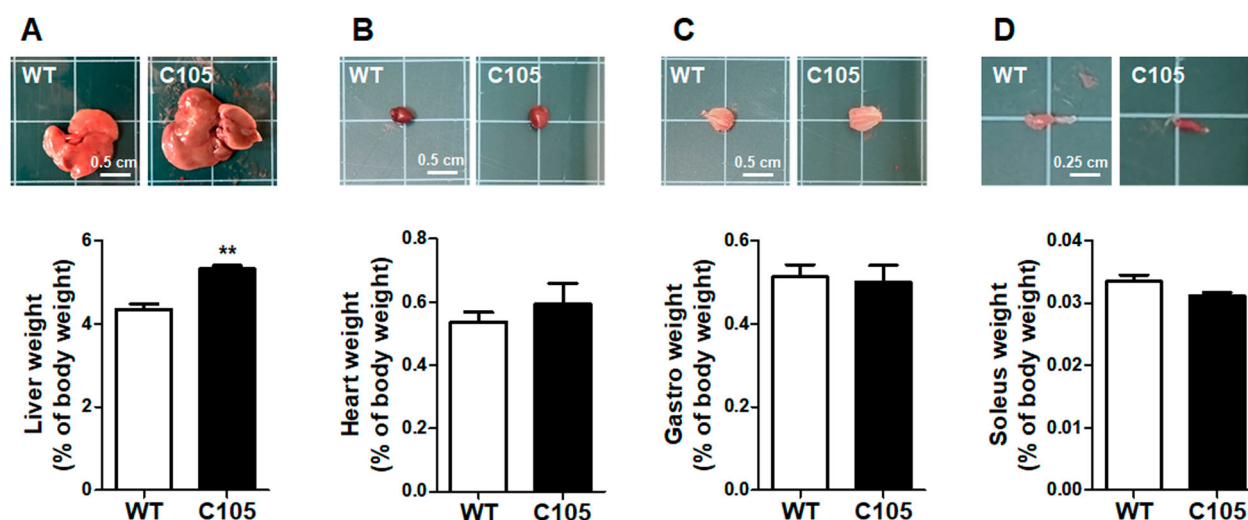 A
B
C
D
WT
C105
0.5 cm
WT
C105
0.5 cm
WT
C105
0.5 cm
WT
C105
0.25 cm
Liver weight
(% of body weight)
6
4
2
0
**
WT
C105
Heart weight
(% of body weight)
0.8
0.6
0.4
0.2
0.0
WT
C105
Gastro weight
(% of body weight)
0.6
0.4
0.2
0.0
WT
C105
Soleus weight
(% of body weight)
0.04
0.03
0.02
0.01
0.00
WT
C105